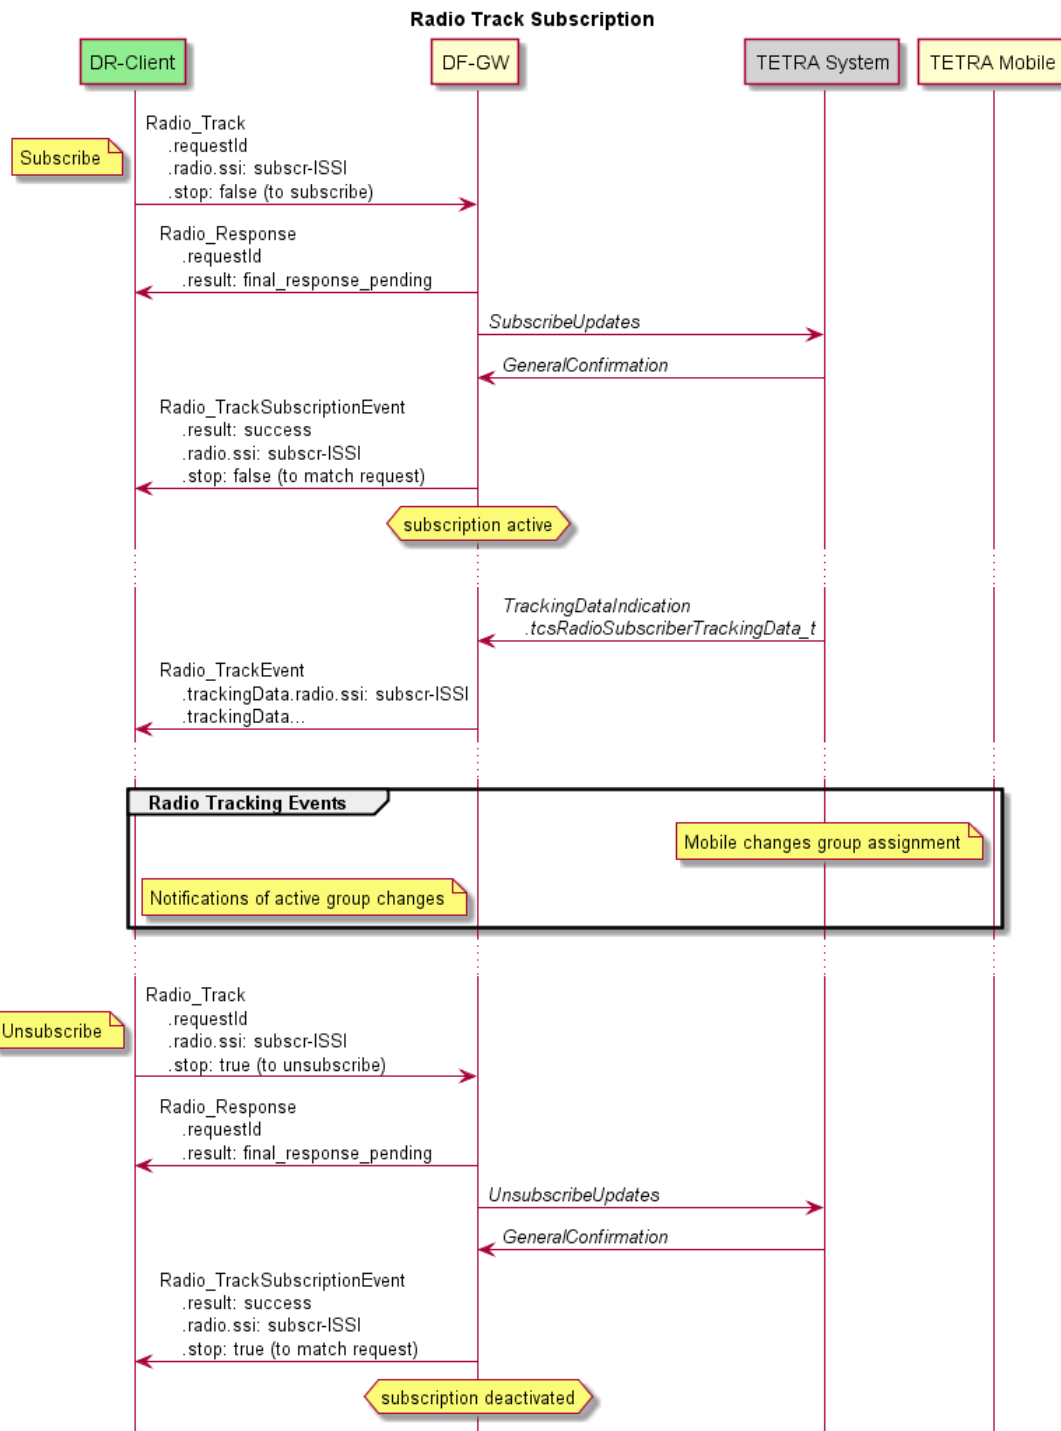 Radio Track Subscription
DR-Client
DF-GW
TETRA System
TETRA Mobile
Subscribe
Radio_Track
.requestId
.radio.ssi: subscr-ISSI
.stop: false (to subscribe)
Radio_Response
.requestId
.result: final_response_pending
SubscribeUpdates
GeneralConfirmation
Radio_TrackSubscriptionEvent
.result: success
.radio.ssi: subscr-ISSI
.stop: false (to match request)
subscription active
TrackingDataIndication
.tcsRadioSubscriberTrackingData_t
Radio_TrackEvent
.trackingData.radio.ssi: subscr-ISSI
.trackingData...
Radio Tracking Events
Mobile changes group assignment
Notifications of active group changes
Unsubscribe
Radio_Track
.requestId
.radio.ssi: subscr-ISSI
.stop: true (to unsubscribe)
Radio_Response
.requestId
.result: final_response_pending
UnsubscribeUpdates
GeneralConfirmation
Radio_TrackSubscriptionEvent
.result: success
.radio.ssi: subscr-ISSI
.stop: true (to match request)
subscription deactivated